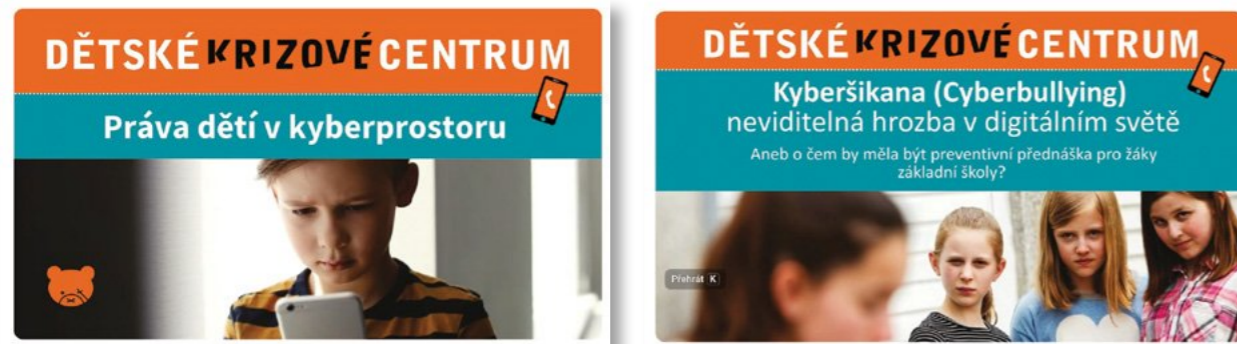 DĚTSKÉ KRIZOVÉ CENTRUM
Práva dětí v kyberprostoru
DĚTSKÉ KRIZOVÉ CENTRUM
Kyberšikana (Cyberbullying)
neviditelná hrozba v digitálním světě
Aneb o čem by měla být preventivní přednáška pro žáky
základní školy?
Přehrát K